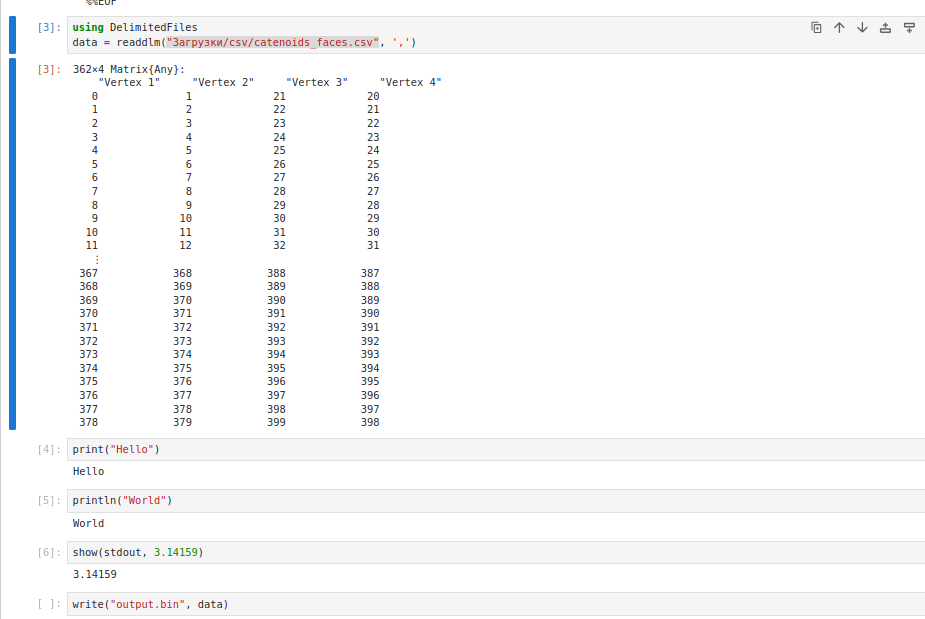 %%EOF
[3]: using DelimitedFiles
data = readdlm("Загрузки/csv/catenoids_faces.csv", ',')
[3]: 362×4 Matrix{Any}:
"Vertex 1" "Vertex 2" "Vertex 3" "Vertex 4"
0 1 21 20
1 2 22 21
2 3 23 22
3 4 24 23
4 5 25 24
5 6 26 25
6 7 27 26
7 8 28 27
8 9 29 28
9 10 30 29
10 11 31 30
11 12 32 31
⋮
367 368 388 387
368 369 389 388
369 370 390 389
370 371 391 390
371 372 392 391
372 373 393 392
373 374 394 393
374 375 395 394
375 376 396 395
376 377 397 396
377 378 398 397
378 379 399 398
[4]: print("Hello")
Hello
[5]: println("World")
World
[6]: show(stdout, 3.14159)
3.14159
[ ]: write("output.bin", data)